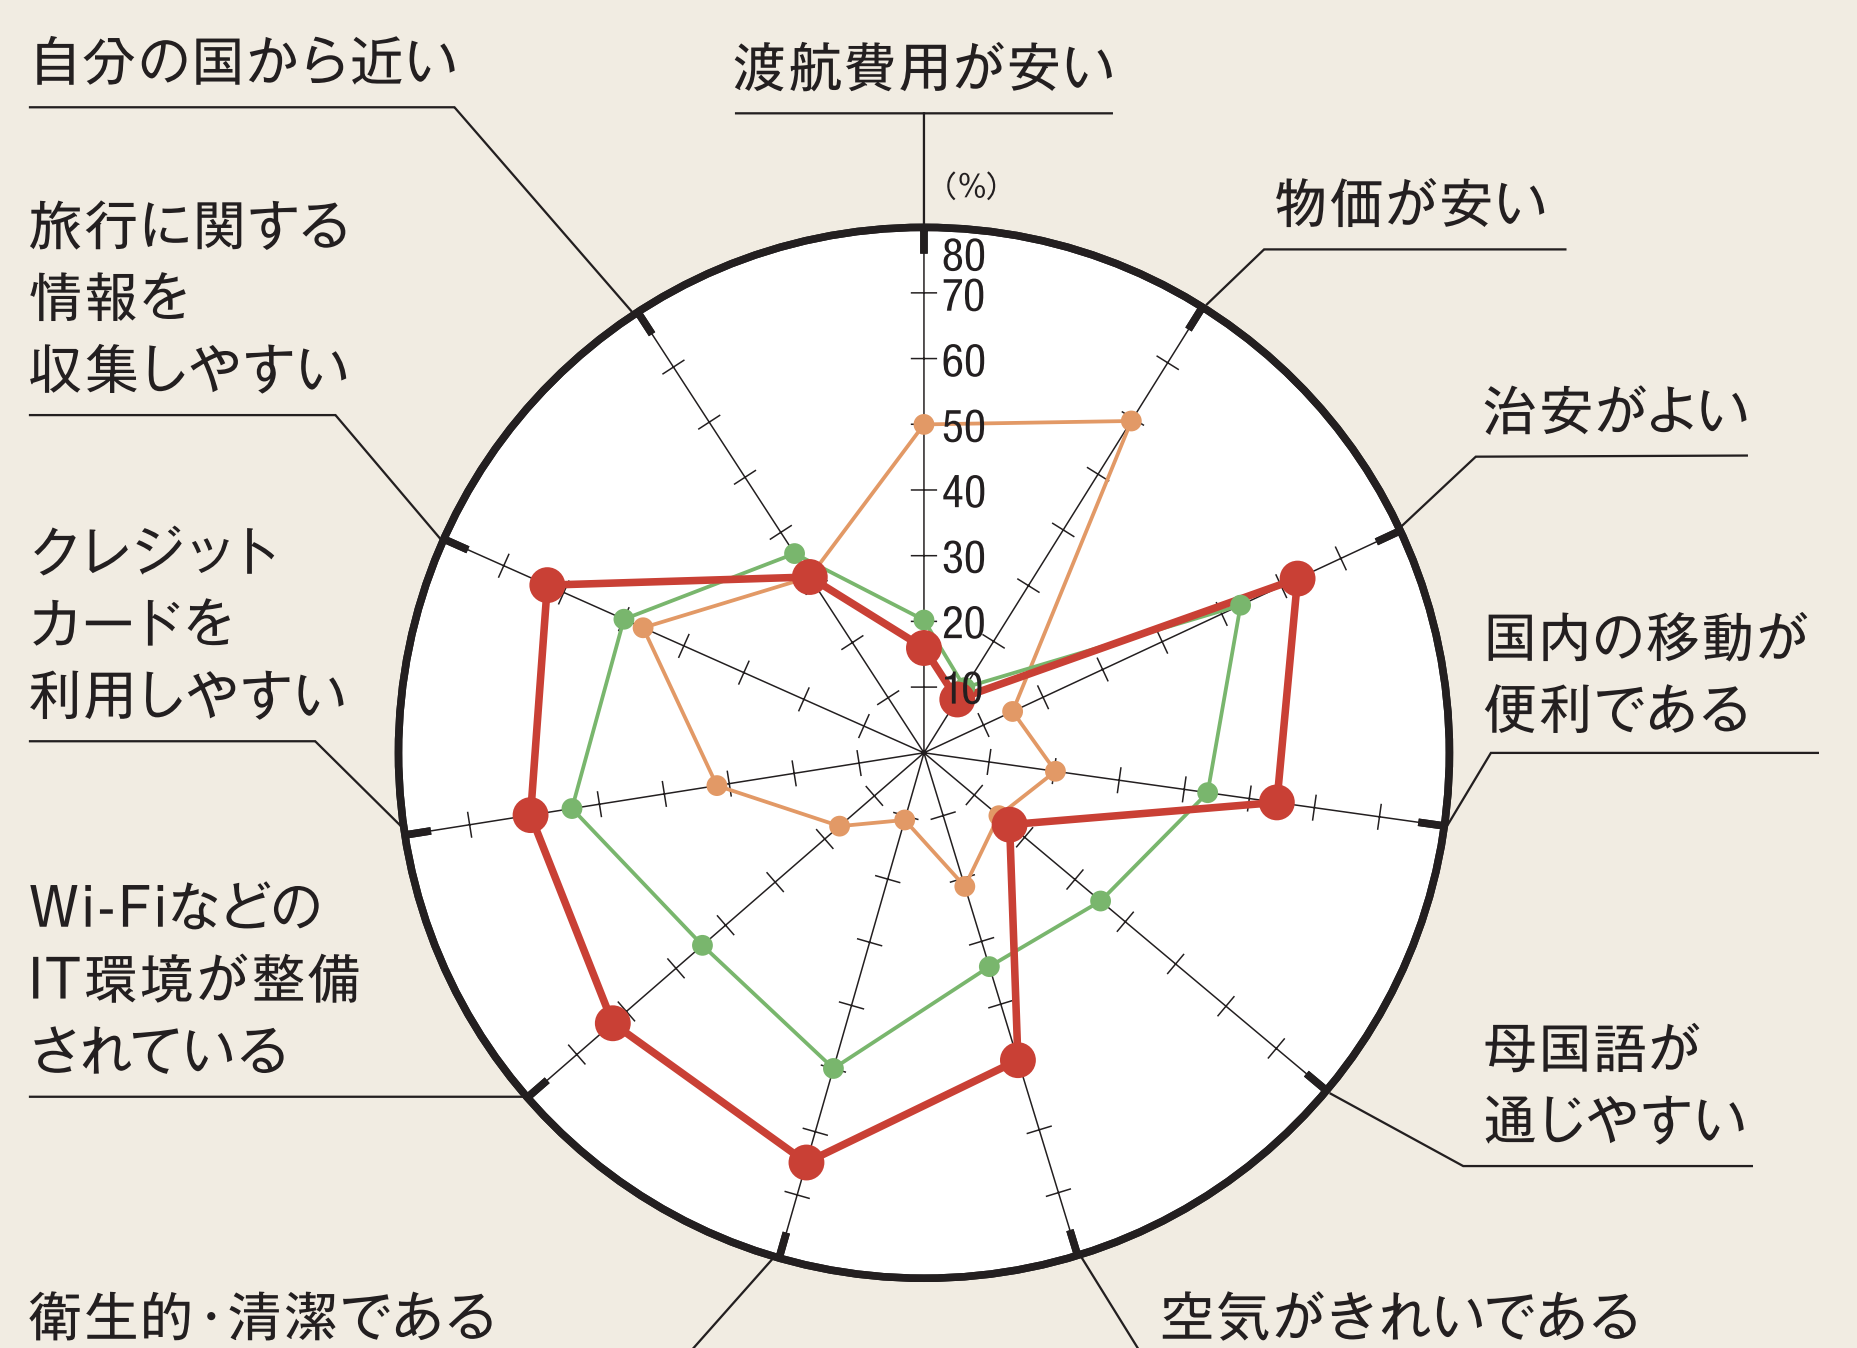 自分の国から近い
渡航費用が安い
(%)
物価が安い
旅行に関する
情報を
収集しやすい
80
70
60
50
40
30
20
10
治安がよい
クレジット
カードを
利用しやすい
国内の移動が
便利である
Wi-Fiなどの
IT環境が整備
されている
母国語が
通じやすい
衛生的・清潔である
空気がきれいである